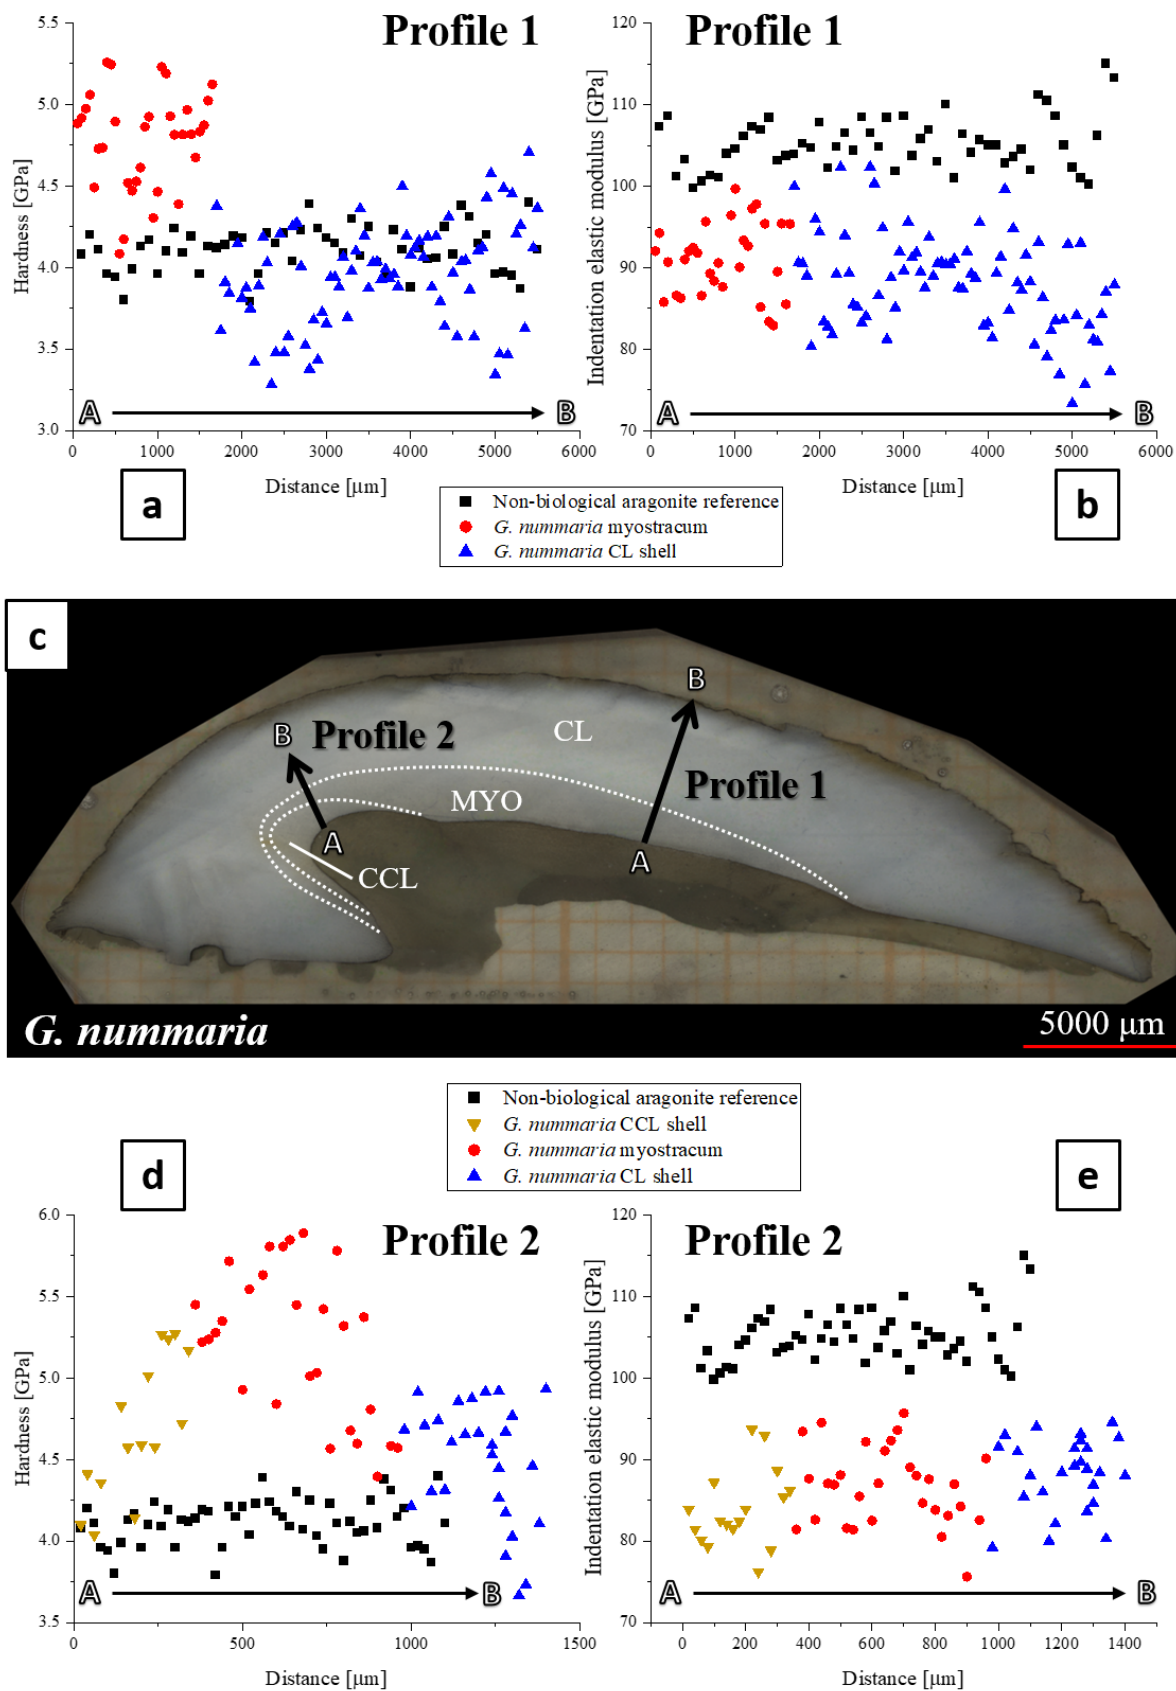 Profile 1
5.5
5.0
4.5
4.0
3.5
3.0
Hardness [GPa]
A B
0 1000 2000 3000 4000 5000 6000
Distance [μm]
a
Profile 1
120
110
100
90
80
70
Indentation elastic modulus [GPa]
A B
0 1000 2000 3000 4000 5000 6000
Distance [μm]
b
Non-biological aragonite reference
G. nummaria myostracum
G. nummaria CL shell
c
B
B
Profile 2
CL
Profile 1
MYO
A
A
CCL
G. nummaria
5000 μm
Non-biological aragonite reference
G. nummaria CCL shell
G. nummaria myostracum
G. nummaria CL shell
d
Profile 2
6.0
5.5
5.0
4.5
4.0
3.5
Hardness [GPa]
A B
0 500 1000 1500
Distance [μm]
e
Profile 2
120
110
100
90
80
70
Indentation elastic modulus [GPa]
A B
0 200 400 600 800 1000 1200 1400
Distance [μm]